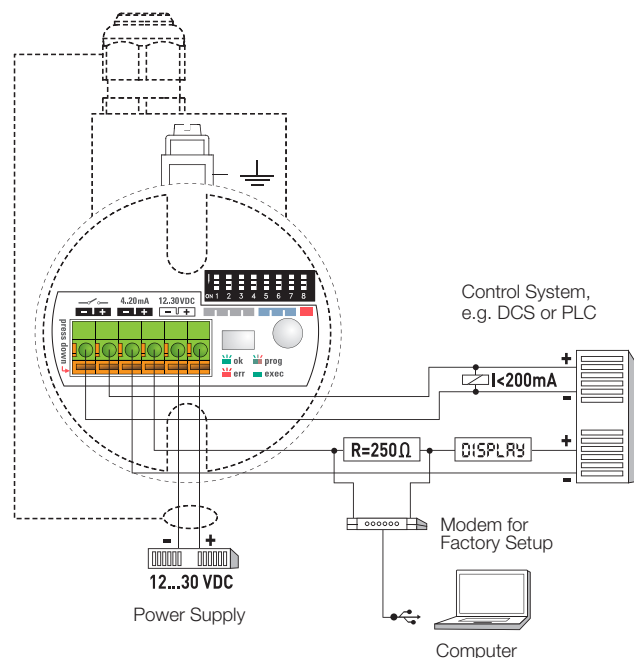 4..20mA 12..30VDC
- + - + - +
press down
ON 1 2 3 4 5 6 7 8
ok prog
err exec
Control System,
e.g. DCS or PLC
+
I<200mA
-
R=250Ω
DISPLAY
+
-
Modem for
Factory Setup
- +
12...30 VDC
Power Supply
Computer